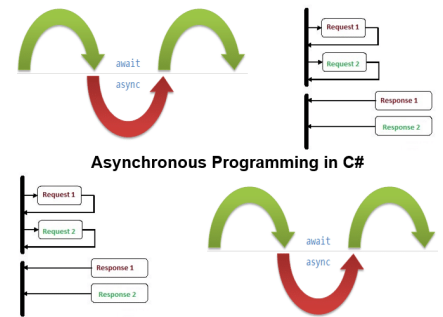 Request 1
await
Request 2
async
Response 1
Response 2
Asynchronous Programming in C#
Request 1
Request 2
await
async
Response 1
Response 2